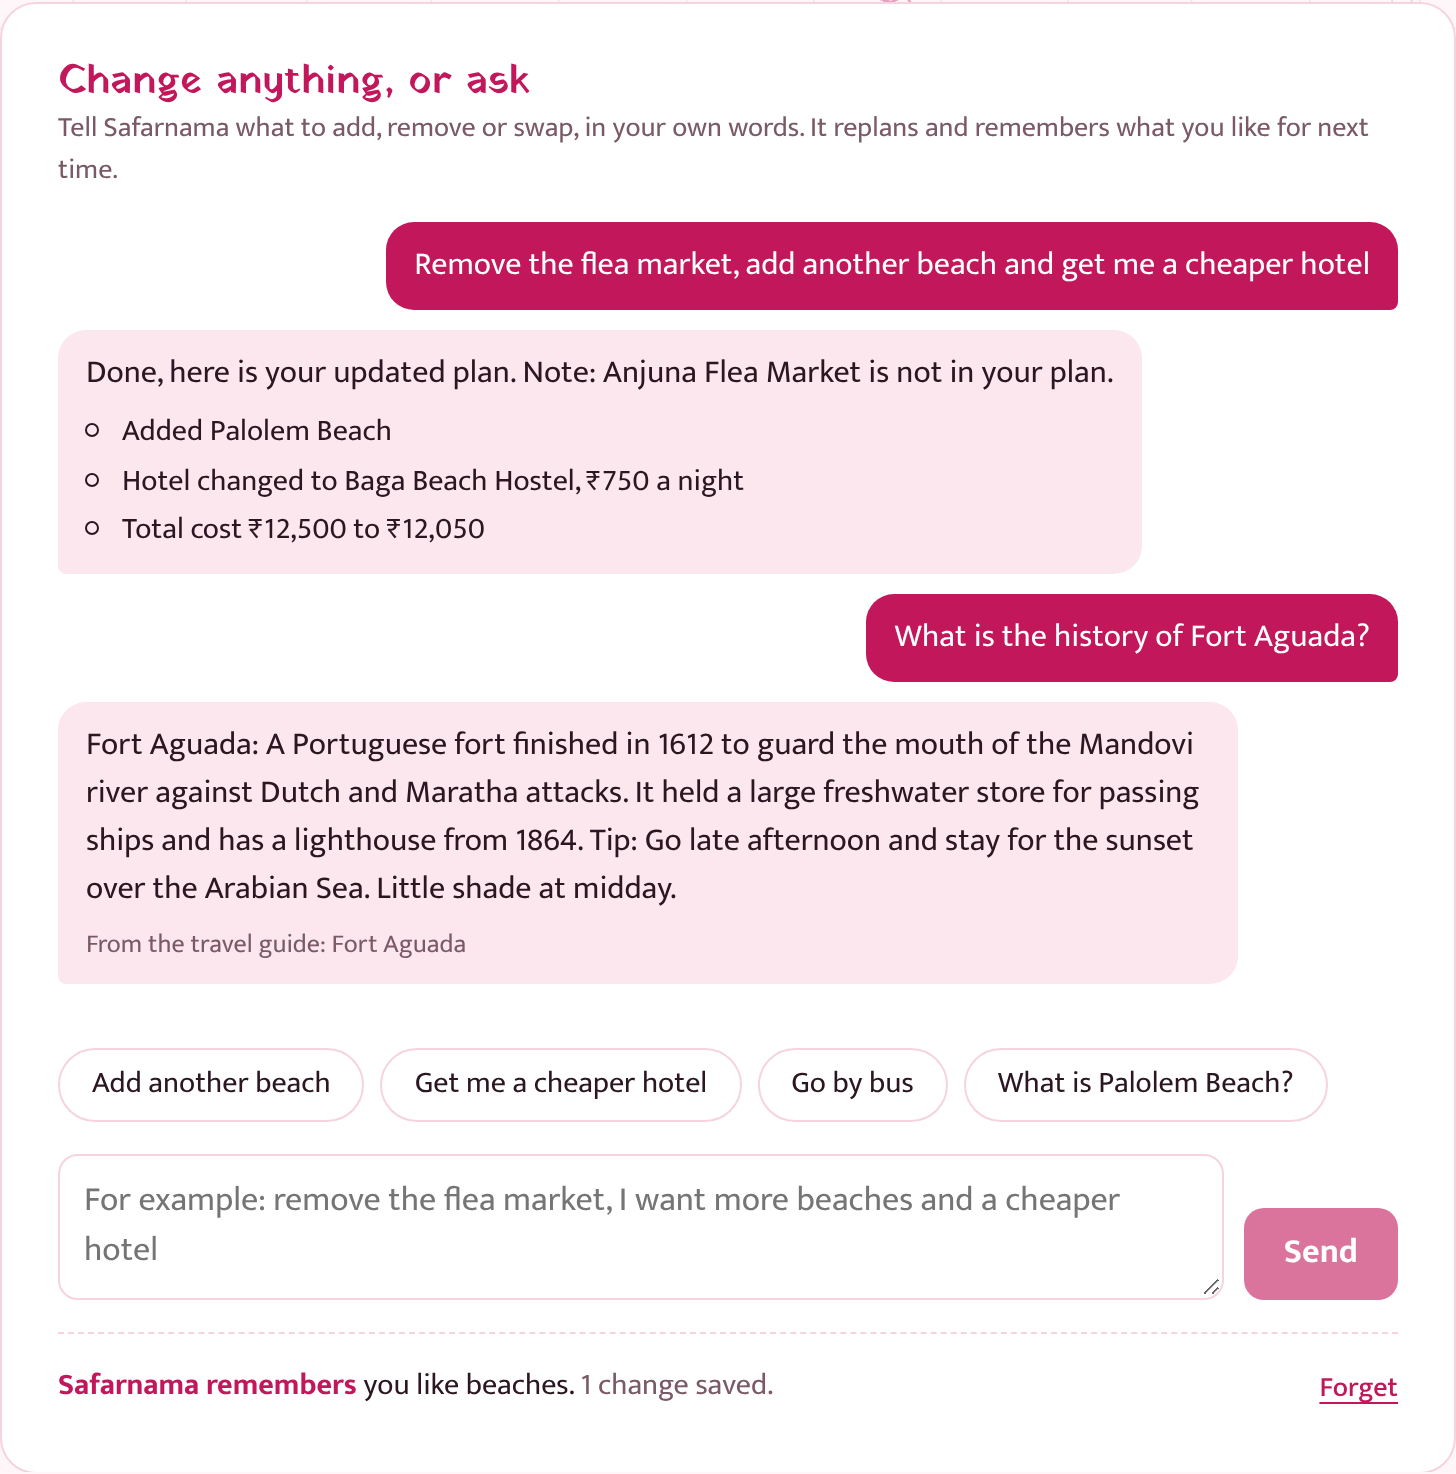 Change anything, or ask
Tell Safarnama what to add, remove or swap, in your own words. It replans and remembers what you like for next
time.
Remove the flea market, add another beach and get me a cheaper hotel
Done, here is your updated plan. Note: Anjuna Flea Market is not in your plan.
Added Palolem Beach
Hotel changed to Baga Beach Hostel, ₹750 a night
Total cost ₹12,500 to ₹12,050
What is the history of Fort Aguada?
Fort Aguada: A Portuguese fort finished in 1612 to guard the mouth of the Mandovi
river against Dutch and Maratha attacks. It held a large freshwater store for passing
ships and has a lighthouse from 1864. Tip: Go late afternoon and stay for the sunset
over the Arabian Sea. Little shade at midday.
From the travel guide: Fort Aguada
Add another beach
Get me a cheaper hotel
Go by bus
What is Palolem Beach?
For example: remove the flea market, I want more beaches and a cheaper
hotel
Send
Safarnama remembers you like beaches. 1 change saved.
Forget